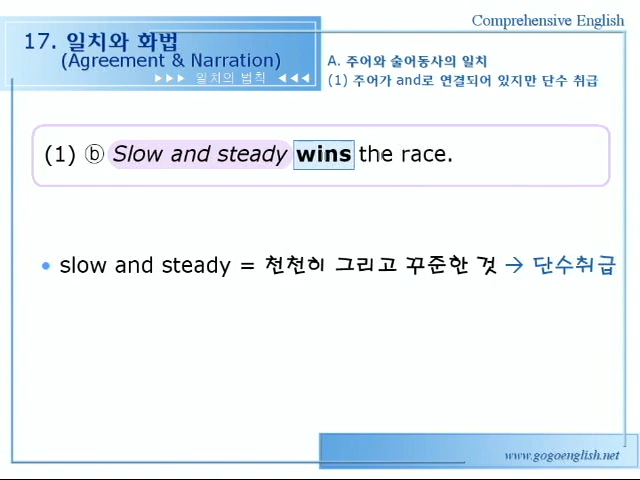 Comprehensive English
17. 일치와 화법
(Agreement & Narration)
▶▶▶ 일치의 법칙 ◀◀◀
A. 주어와 술어동사의 일치
(1) 주어가 and로 연결되어 있지만 단수 취급
(1) ⓑ Slow and steady wins the race.
• slow and steady = 천천히 그리고 꾸준한 것 → 단수취급
www.gogoenglish.net